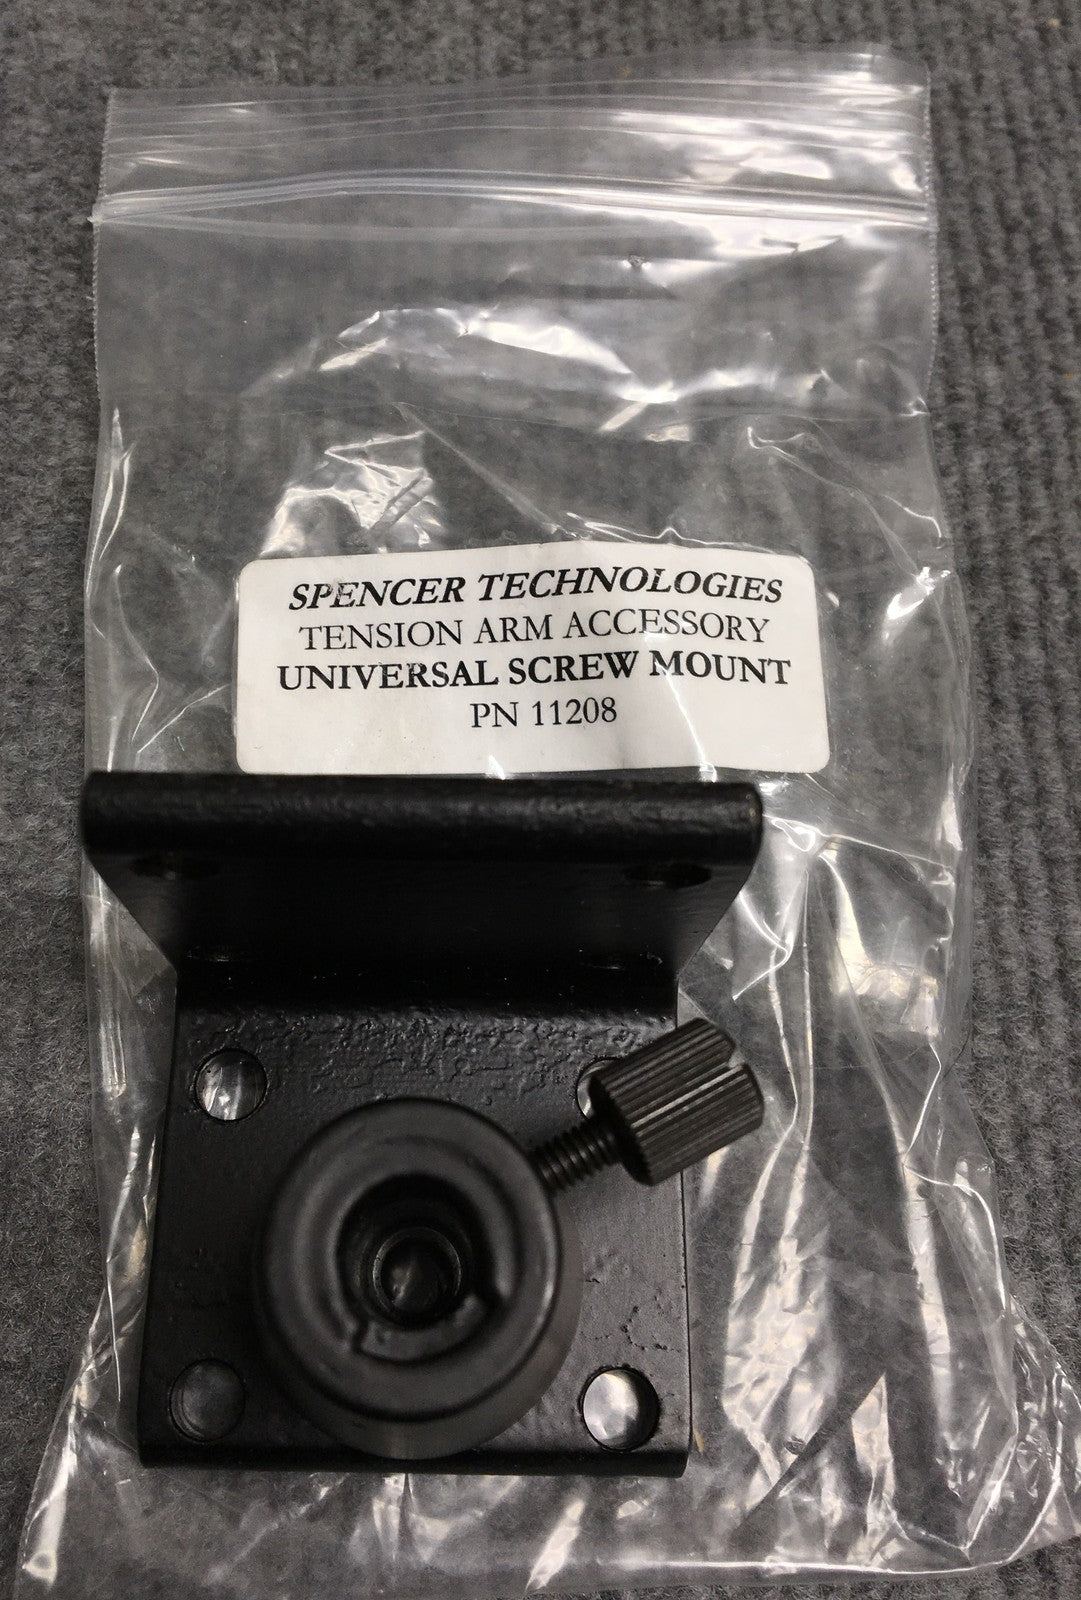 SPENCER TECHNOLOGIES
TENSION ARM ACCESSORY
UNIVERSAL SCREW MOUNT
PN 11208